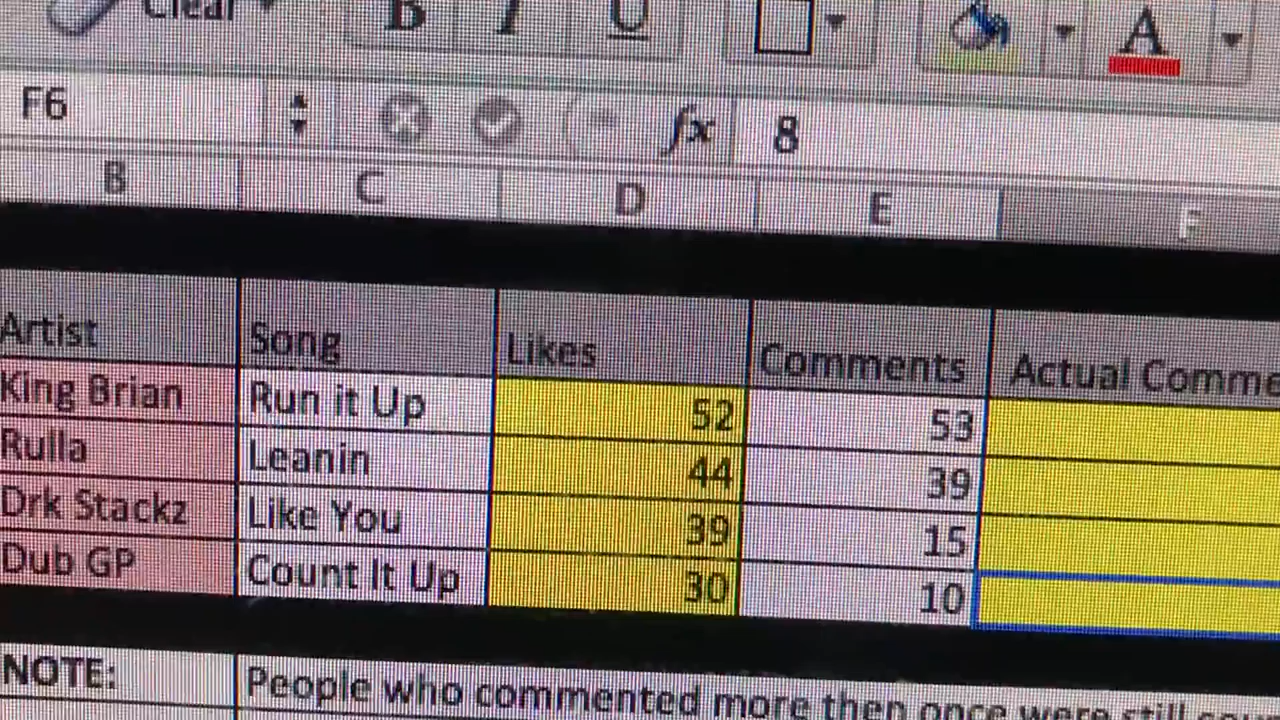 Clear B I U A
F6 fx 8
B C D E F
Artist Song Likes Comments Actual
King Brian Run it Up 52 53
Rulla Leanin 44 39
Drk Stackz Like You 39 15
Dub GP Count It Up 30 10
NOTE: People who commented more then once were still